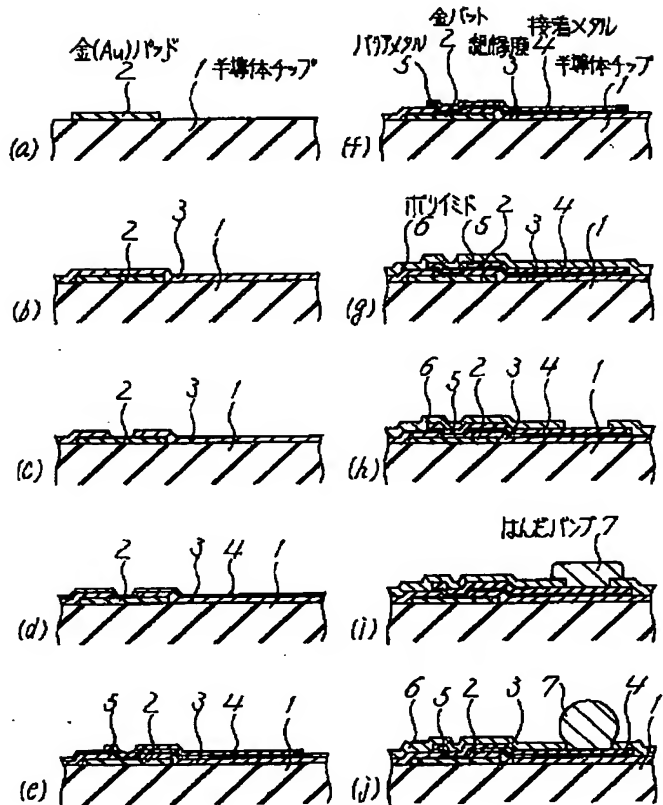 金(Au)パッド
2
1 半導体チップ
(a)
3
2
1
(b)
2
3
1
(c)
2
3
4
1
(d)
5
2
3
4
1
(e)
金パット
接着メタル
バリアメタル
2
絶縁膜
4
5
3
半導体チップ
1
(f)
ポリイミド
2
3
4
6
5
1
(g)
6
5
2
3
4
1
(h)
はんだバンプ7
(i)
6
5
2
3
7
4
1
(j)